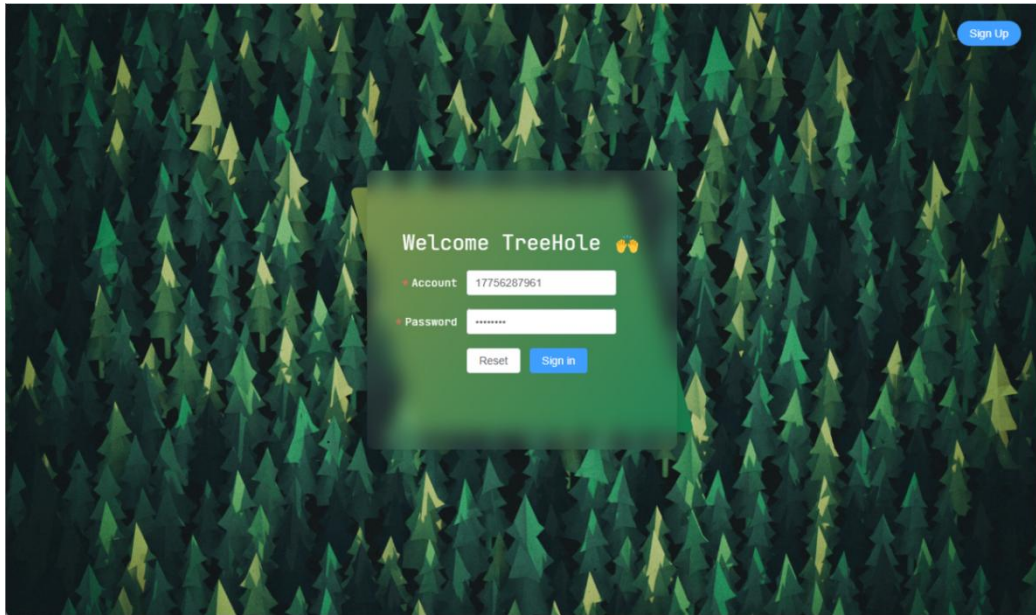 Sign Up
Welcome TreeHole 🙌
* Account 17756287961
* Password ••••••••
Reset Sign in